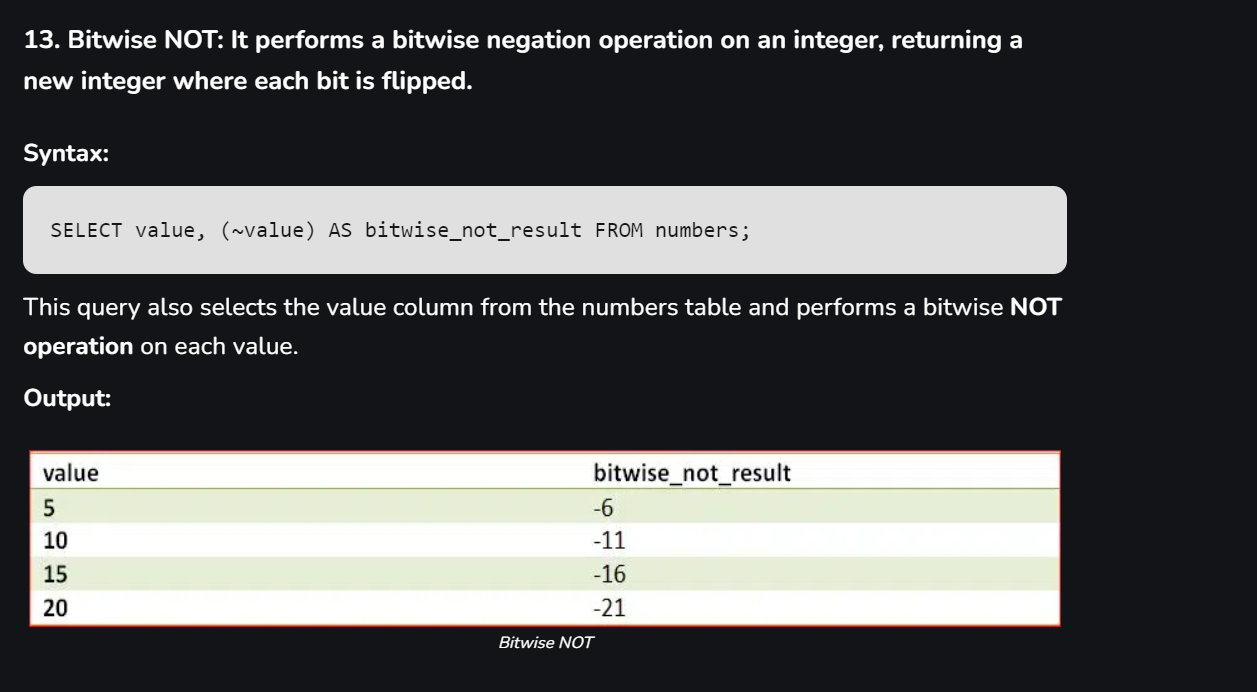 13. Bitwise NOT: It performs a bitwise negation operation on an integer, returning a
new integer where each bit is flipped.
Syntax:
SELECT value, (~value) AS bitwise_not_result FROM numbers;
This query also selects the value column from the numbers table and performs a bitwise NOT
operation on each value.
Output:
value bitwise_not_result
5 -6
10 -11
15 -16
20 -21
Bitwise NOT